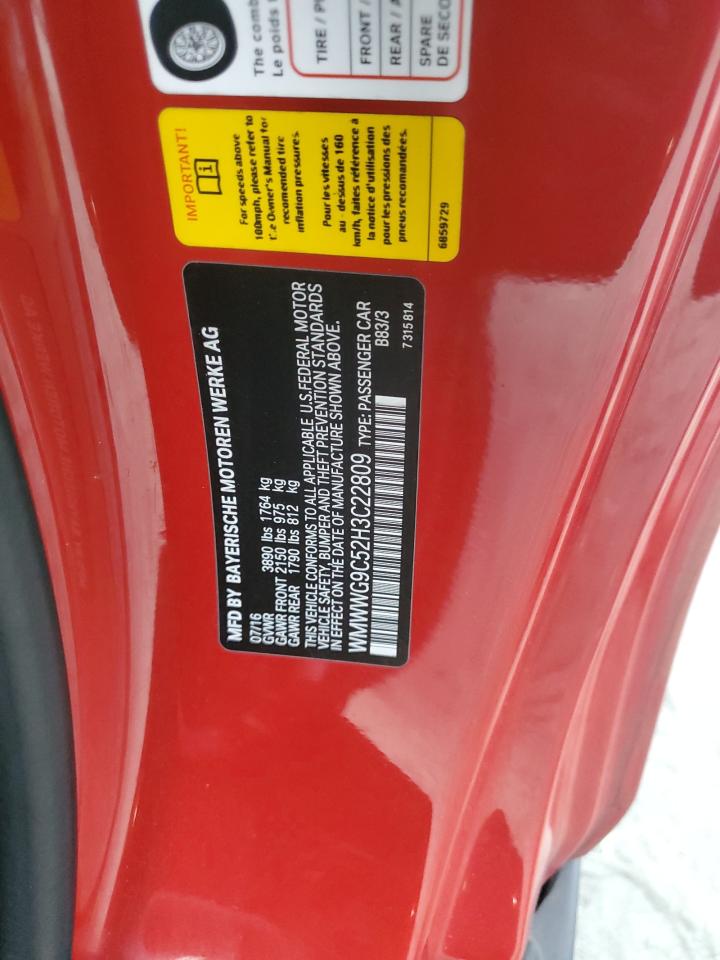 The comb
Le poids t
TIRE / P
FRONT /
REAR / A
SPARE
DE SECO
IMPORTANT!
i
For speeds above
100mph, please refer to
the Owner's Manual for
recomended tire
inflation pressures.
Pour les vitesses
au - dessus de 160
km/h, faites référence à
la notice d'utilisation
pour les pressions des
pneus recomandées.
6859729
MFD BY BAYERISCHE MOTOREN WERKE AG
07/16
GVWR 3890 lbs 1764 kg
GAWR FRONT 2150 lbs 975 kg
GAWR REAR 1790 lbs 812 kg
THIS VEHICLE CONFORMS TO ALL APPLICABLE U.S.FEDERAL MOTOR
VEHICLE SAFETY, BUMPER AND THEFT PREVENTION STANDARDS
IN EFFECT ON THE DATE OF MANUFACTURE SHOWN ABOVE.
WMWWG9C52H3C22809 TYPE: PASSENGER CAR
B83/3
7 315 814